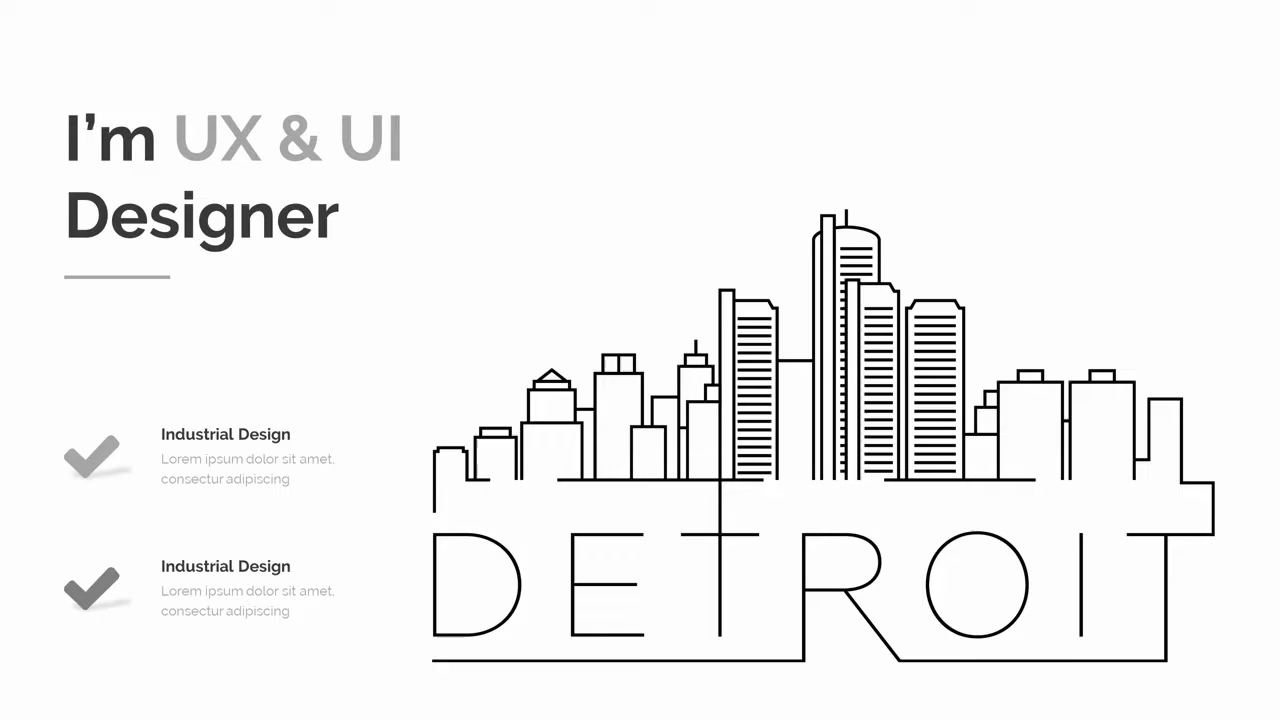 I'm UX & UI
Designer
Industrial Design
Lorem ipsum dolor sit amet,
consectur adipiscing
Industrial Design
Lorem ipsum dolor sit amet,
consectur adipiscing
DETROIT